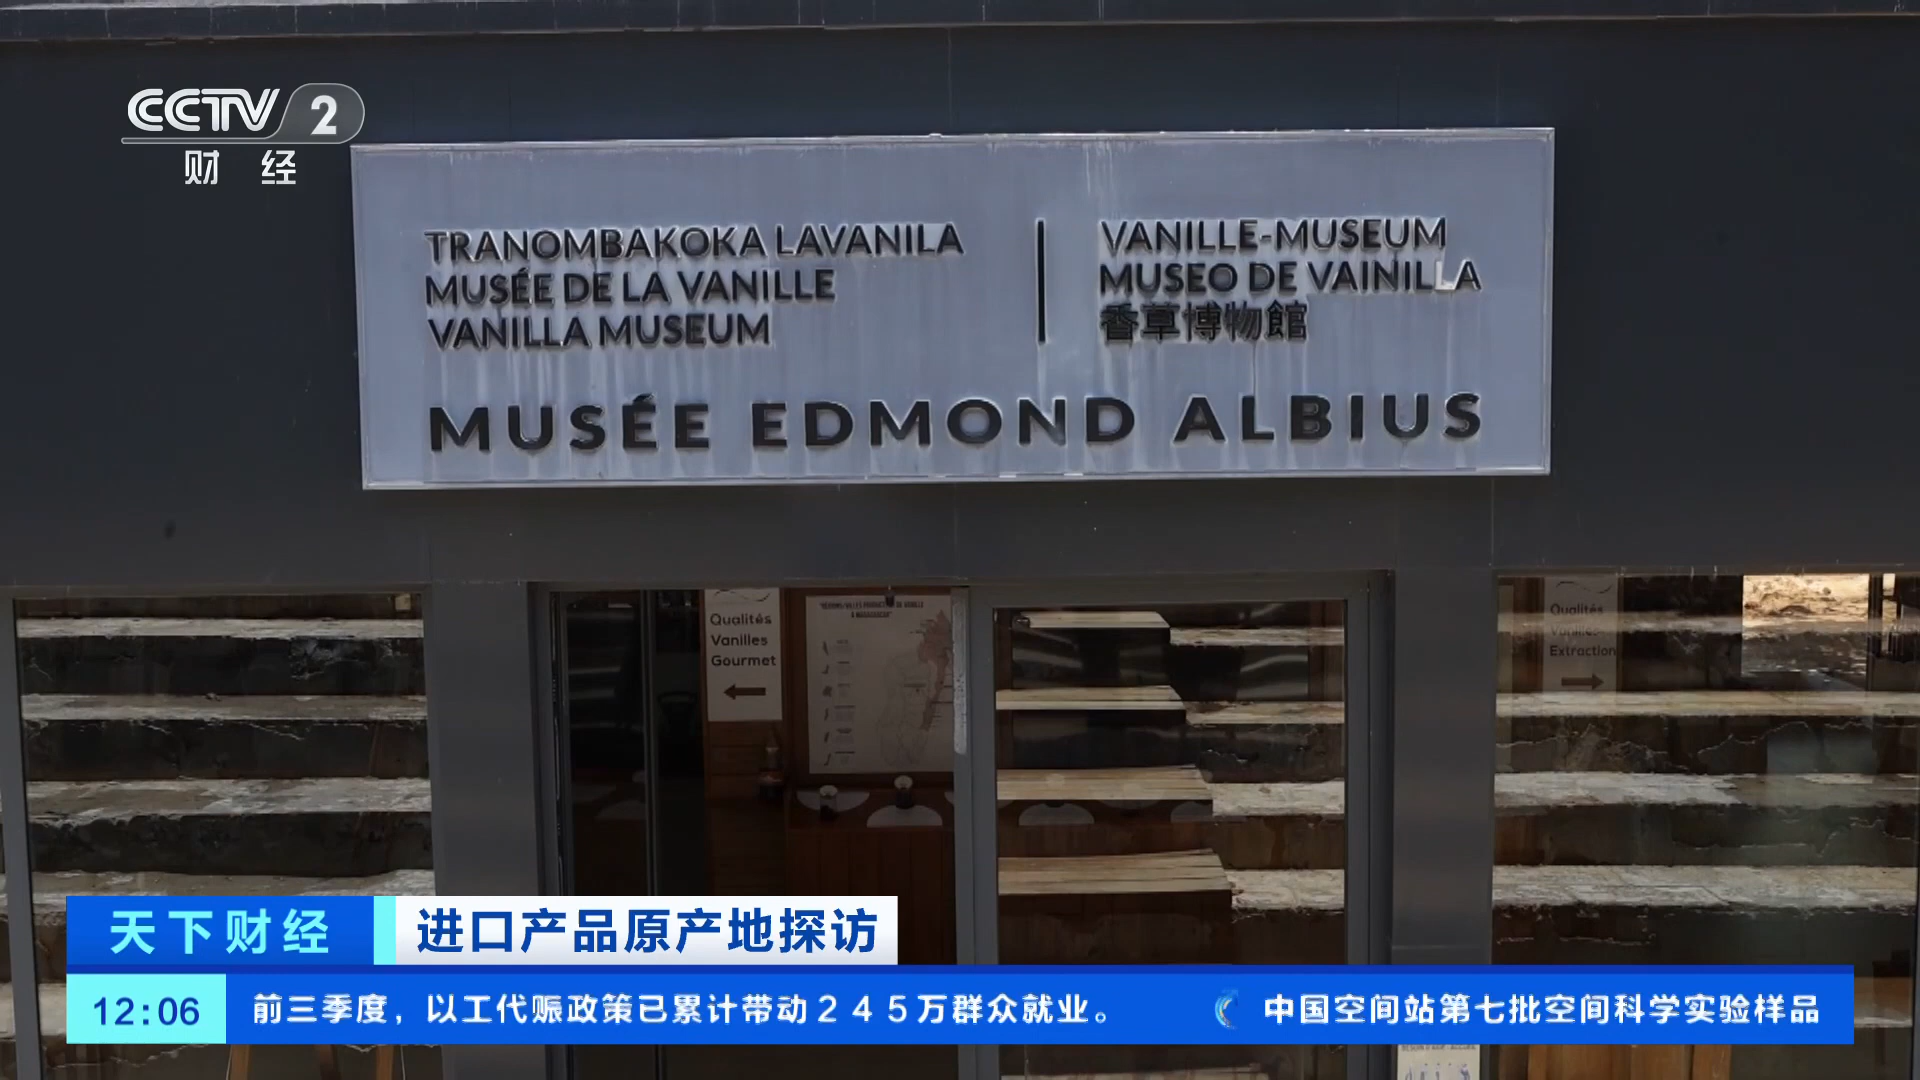 CCTV 2
财 经
TRANOMBAKOKA LAVANILA
MUSÉE DE LA VANILLE
VANILLA MUSEUM
VANILLE-MUSEUM
MUSEO DE VAINILLA
香草博物館
MUSÉE EDMOND ALBIUS
Qualités
Vanilles
Gourmet
Qualités
Vanilles
Extraction
天下财经
进口产品原产地探访
12:06
前三季度，以工代赈政策已累计带动２４５万群众就业。
中国空间站第七批空间科学实验样品